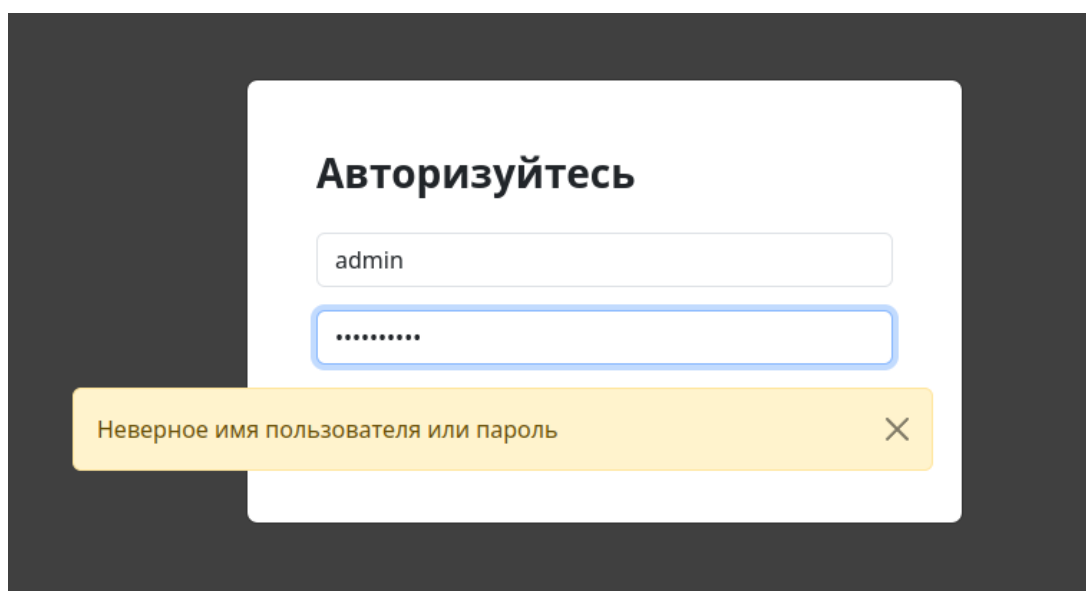 Авторизуйтесь
admin
••••••••••
Неверное имя пользователя или пароль